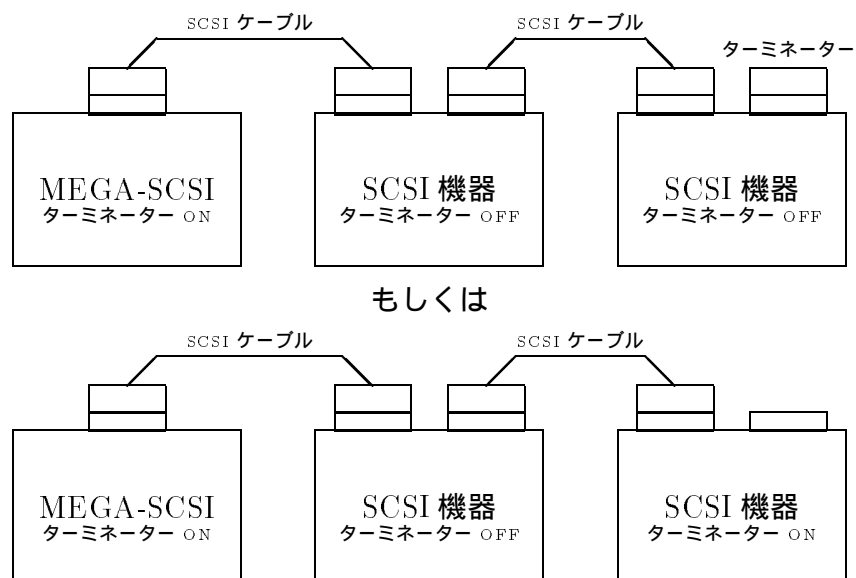 SCSI ケーブル SCSI ケーブル
ターミネーター
MEGA-SCSI SCSI 機器 SCSI 機器
ターミネーター ON ターミネーター OFF ターミネーター OFF
もしくは
SCSI ケーブル SCSI ケーブル
MEGA-SCSI SCSI 機器 SCSI 機器
ターミネーター ON ターミネーター OFF ターミネーター ON